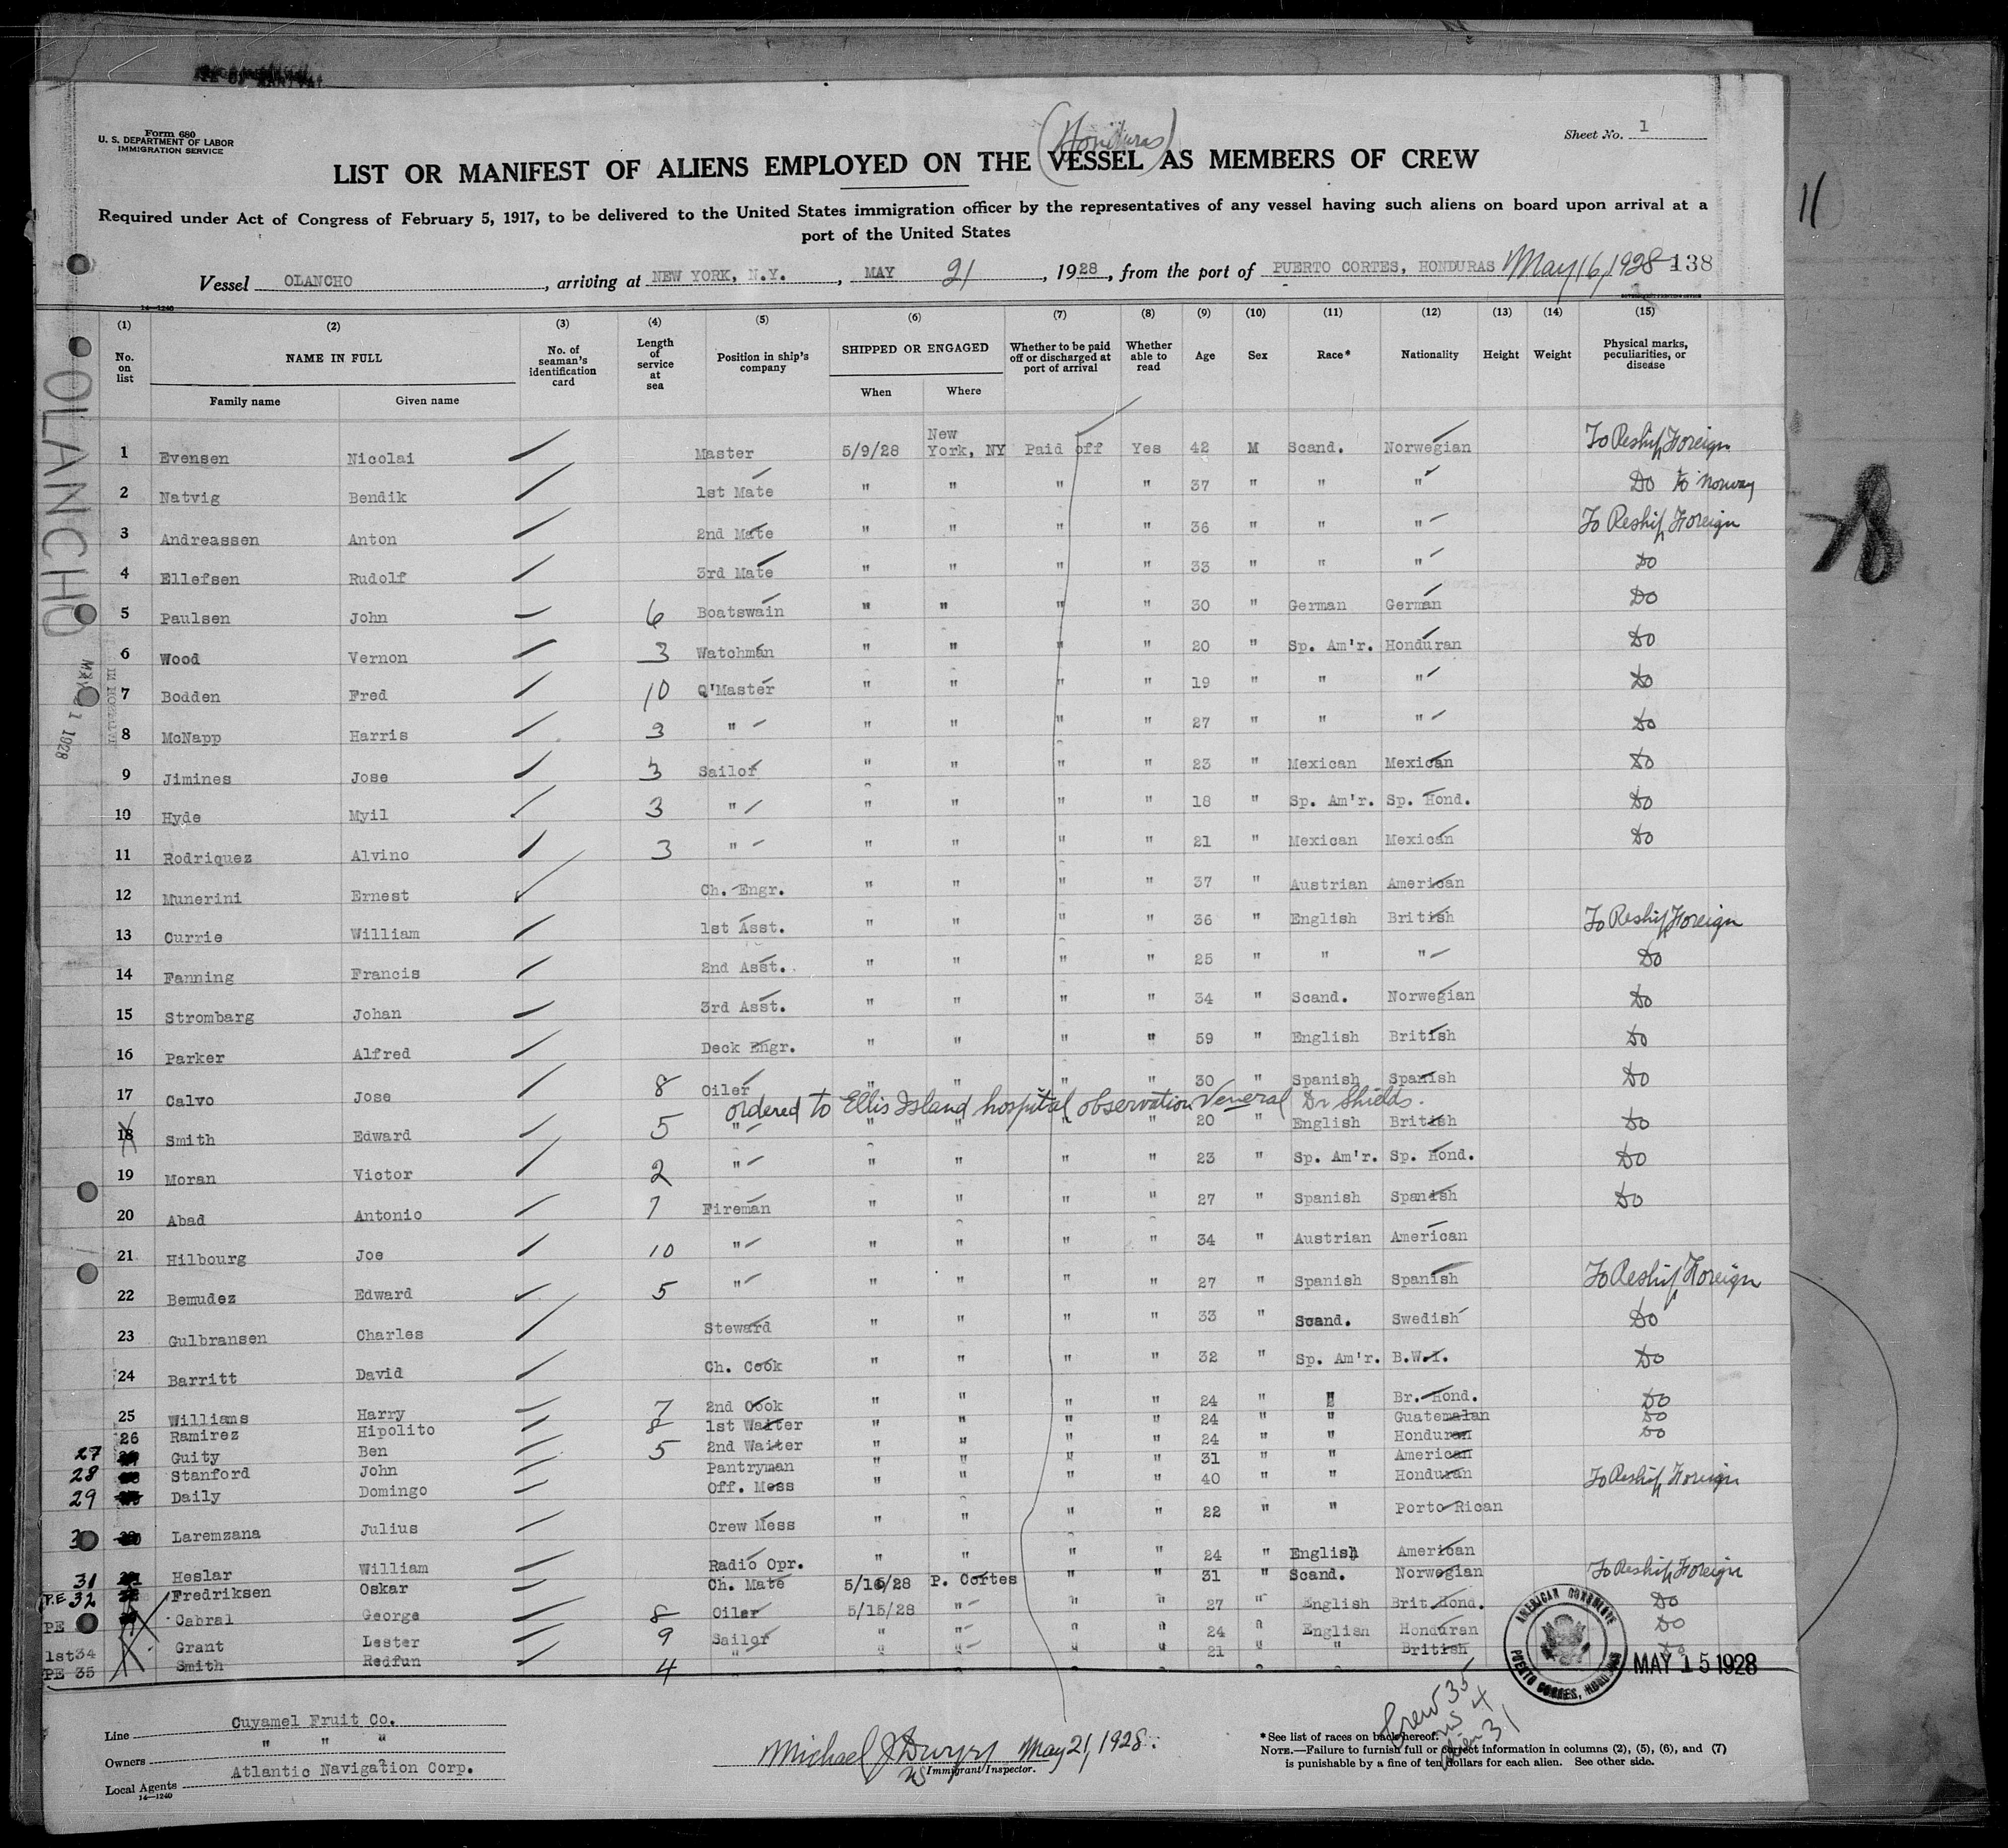 Form 680
U. S. DEPARTMENT OF LABOR
IMMIGRATION SERVICE
Sheet No. 1
(Honduras)
LIST OR MANIFEST OF ALIENS EMPLOYED ON THE VESSEL AS MEMBERS OF CREW
Required under Act of Congress of February 5, 1917, to be delivered to the United States immigration officer by the representatives of any vessel having such aliens on board upon arrival at a
port of the United States
11
Vessel OLANCHO, arriving at NEW YORK, N.Y., MAY 21, 1928, from the port of PUERTO CORTES, HONDURAS May 16, 1928 138
14—1240
(1) (2) (3) (4) (5) (6) (7) (8) (9) (10) (11) (12) (13) (14) (15)
No. on list NAME IN FULL No. of seaman's identification card Length of service at sea Position in ship's company SHIPPED OR ENGAGED Whether to be paid off or discharged at port of arrival Whether able to read Age Sex Race* Nationality Height Weight Physical marks, peculiarities, or disease
Family name Given name When Where
OLANCHO
MAY 21 1928
1 Evensen Nicolai Master 5/9/28 New York, NY Paid off Yes 42 M Scand. Norwegian To Reship Foreign
2 Natvig Bendik 1st Mate " " " " 37 " " " Do to Norway
3 Andreassen Anton 2nd Mate " " " " 36 " " " To Reship Foreign
4 Ellefsen Rudolf 3rd Mate " " " " 33 " " " Do
5 Paulsen John 6 Boatswain " " " " 30 " German German Do
6 Wood Vernon 3 Watchman " " " " 20 " Sp. Am'r. Honduran Do
7 Bodden Fred 10 Q'Master " " " " 19 " " " Do
8 McNapp Harris 3 " " " " " 27 " " " Do
9 Jimines Jose 3 Sailor " " " " 23 " Mexican Mexican Do
10 Hyde Myil 3 " " " " " 18 " Sp. Am'r. Sp. Hond. Do
11 Rodriquez Alvino 3 " " " " " 21 " Mexican Mexican Do
12 Munerini Ernest Ch. Engr. " " " " 37 " Austrian American
13 Currie William 1st Asst. " " " " 36 " English British To Reship Foreign
14 Fanning Francis 2nd Asst. " " " " 25 " " " Do
15 Strombarg Johan 3rd Asst. " " " " 34 " Scand. Norwegian Do
16 Parker Alfred Deck Engr. " " " " 59 " English British Do
17 Calvo Jose 8 Oiler " " " " 30 " Spanish Spanish Do
ordered to Ellis Island hospital observation Veneral Dr Shields.
18 Smith Edward 5 " " " " " 20 " English British Do
19 Moran Victor 2 " " " " " 23 " Sp. Am'r. Sp. Hond. Do
20 Abad Antonio 7 Fireman " " " " 27 " Spanish Spanish Do
21 Hilbourg Joe 10 " " " " " 34 " Austrian American
22 Bemudez Edward 5 " " " " " 27 " Spanish Spanish To Reship Foreign
23 Gulbransen Charles Steward " " " " 33 " Scand. Swedish Do
24 Barritt David Ch. Cook " " " " 32 " Sp. Am'r. B.W.I. Do
25 Williams Harry 7 2nd Cook " " " " 24 " " Br. Hond. Do
26 Ramirez Hipolito 8 1st Waiter " " " " 24 " " Guatemalan Do
27 Guity Ben 5 2nd Waiter " " " " 24 " " Honduran Do
28 Stanford John Pantryman " " " " 31 " " American
29 Daily Domingo Off. Mess " " " " 40 " " Honduran To Reship Foreign
Laremzana Julius Crew Mess " " " " 22 " " Porto Rican
31 Heslar William Radio Opr. " " " " 24 " English American
P.E 32 Fredriksen Oskar Ch. Mate 5/16/28 P. Cortes " " 31 " Scand. Norwegian To Reship Foreign
PE Cabral George 8 Oiler 5/15/28 " " " 27 " English Brit Hond. Do
1st 34 Grant Lester 9 Sailor " " " " 24 " English Honduran Do
PE 35 Smith Redfun 4 " " " " " 21 " " British Do
AMERICAN CONSULATE PUERTO CORTES, HONDURAS
MAY 15 1928
Line Cuyamel Fruit Co.
Owners " " "
Local Agents Atlantic Navigation Corp.
14—1240
Michael J Dwyer May 21, 1928.
US Immigrant Inspector.
Crew 35
US 4
Alien 31
*See list of races on back hereof.
NOTE.—Failure to furnish full or correct information in columns (2), (5), (6), and (7)
is punishable by a fine of ten dollars for each alien. See other side.